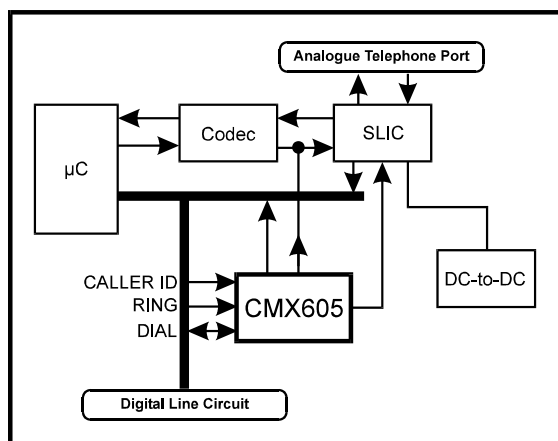 Analogue Telephone Port
µC
Codec
SLIC
CALLER ID
RING
DIAL
CMX605
DC-to-DC
Digital Line Circuit